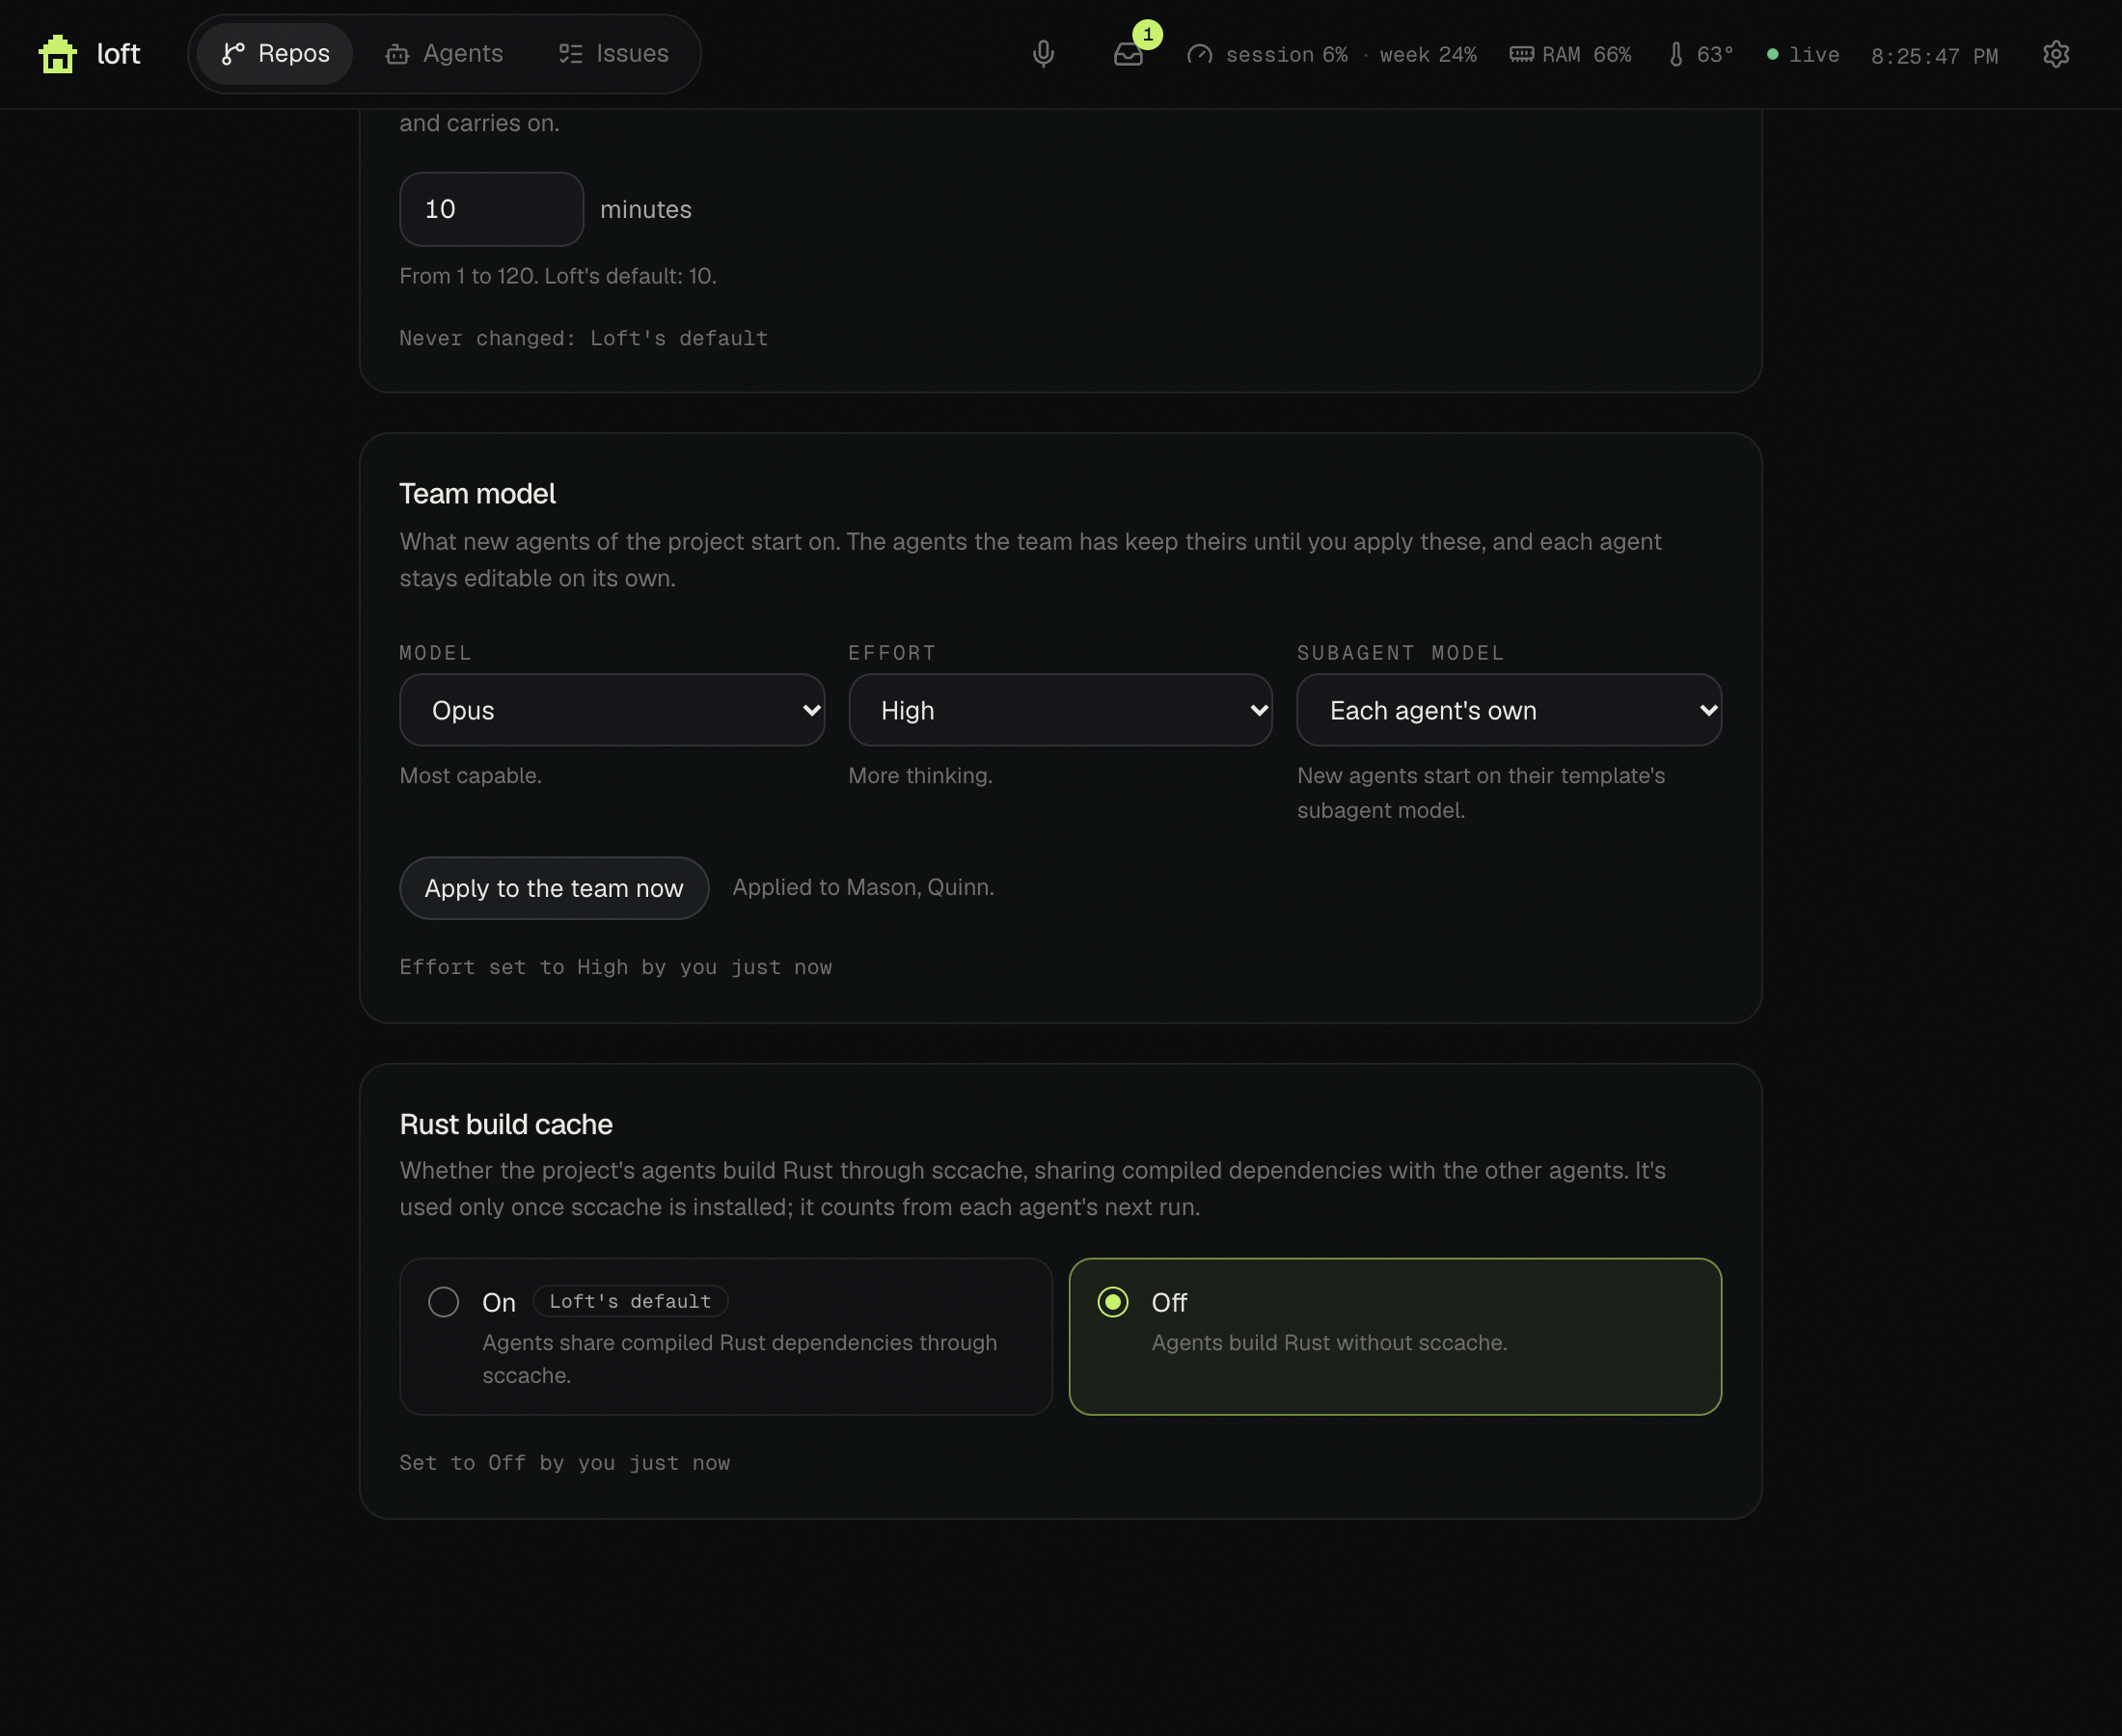 loft
Repos
Agents
Issues
1
session 6% · week 24%
RAM 66%
63°
live
8:25:47 PM
and carries on.
10
minutes
From 1 to 120. Loft's default: 10.
Never changed: Loft's default
Team model
What new agents of the project start on. The agents the team has keep theirs until you apply these, and each agent
stays editable on its own.
MODEL
EFFORT
SUBAGENT MODEL
Opus
High
Each agent's own
Most capable.
More thinking.
New agents start on their template's
subagent model.
Apply to the team now
Applied to Mason, Quinn.
Effort set to High by you just now
Rust build cache
Whether the project's agents build Rust through sccache, sharing compiled dependencies with the other agents. It's
used only once sccache is installed; it counts from each agent's next run.
On
Loft's default
Agents share compiled Rust dependencies through
sccache.
Off
Agents build Rust without sccache.
Set to Off by you just now